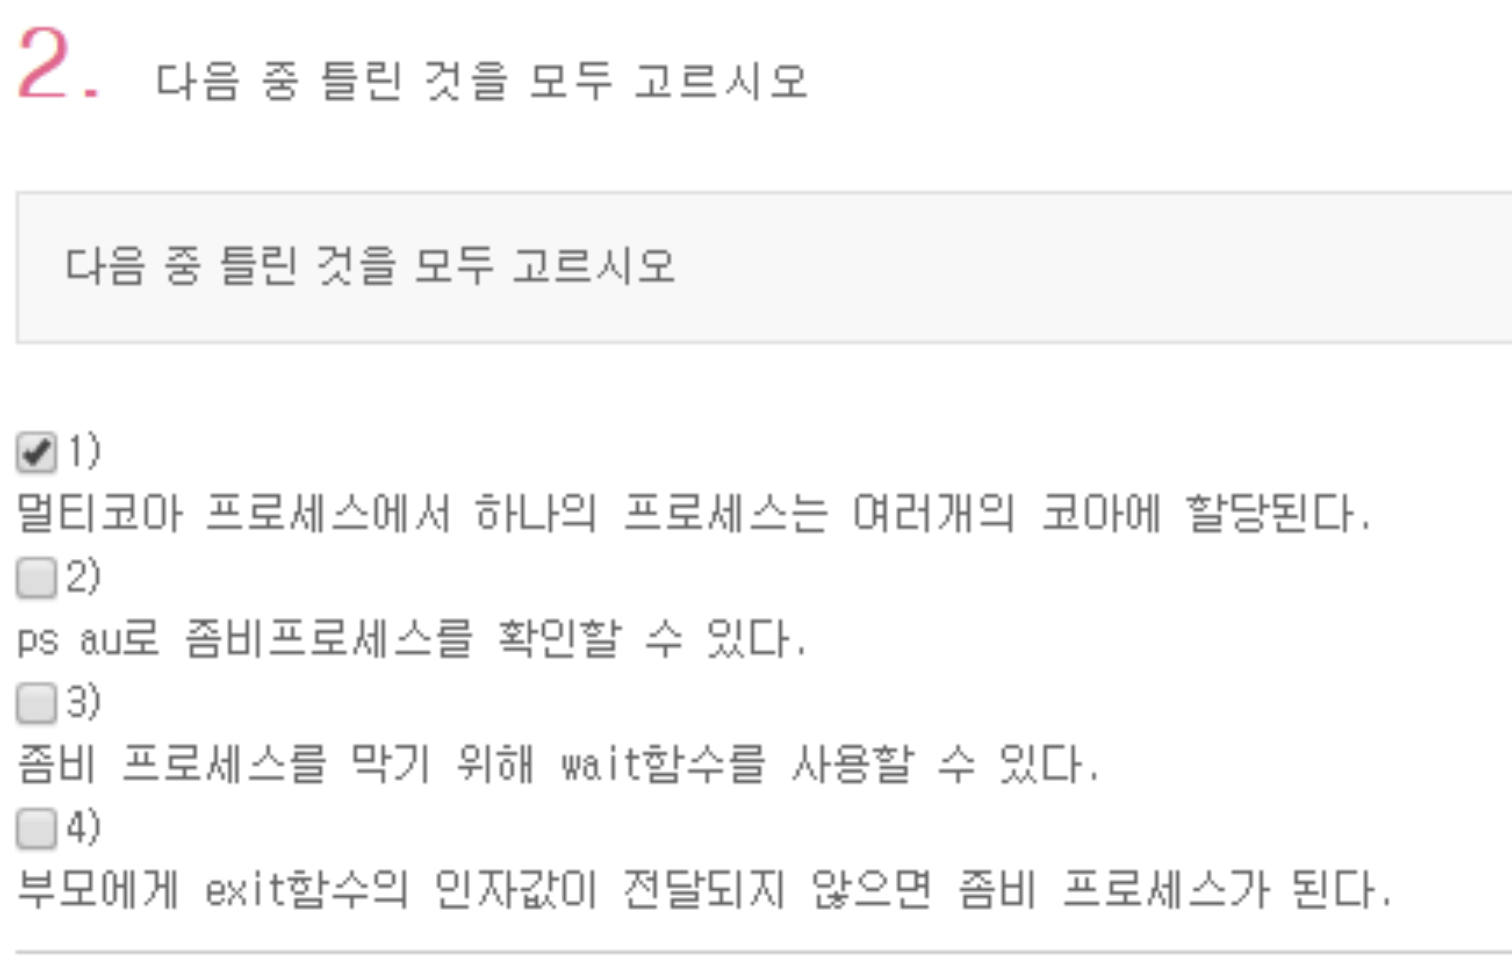 2. 다음 중 틀린 것을 모두 고르시오
다음 중 틀린 것을 모두 고르시오
1)
멀티코아 프로세스에서 하나의 프로세스는 여러개의 코아에 할당된다.
2)
ps au로 좀비프로세스를 확인할 수 있다.
3)
좀비 프로세스를 막기 위해 wait함수를 사용할 수 있다.
4)
부모에게 exit함수의 인자값이 전달되지 않으면 좀비 프로세스가 된다.